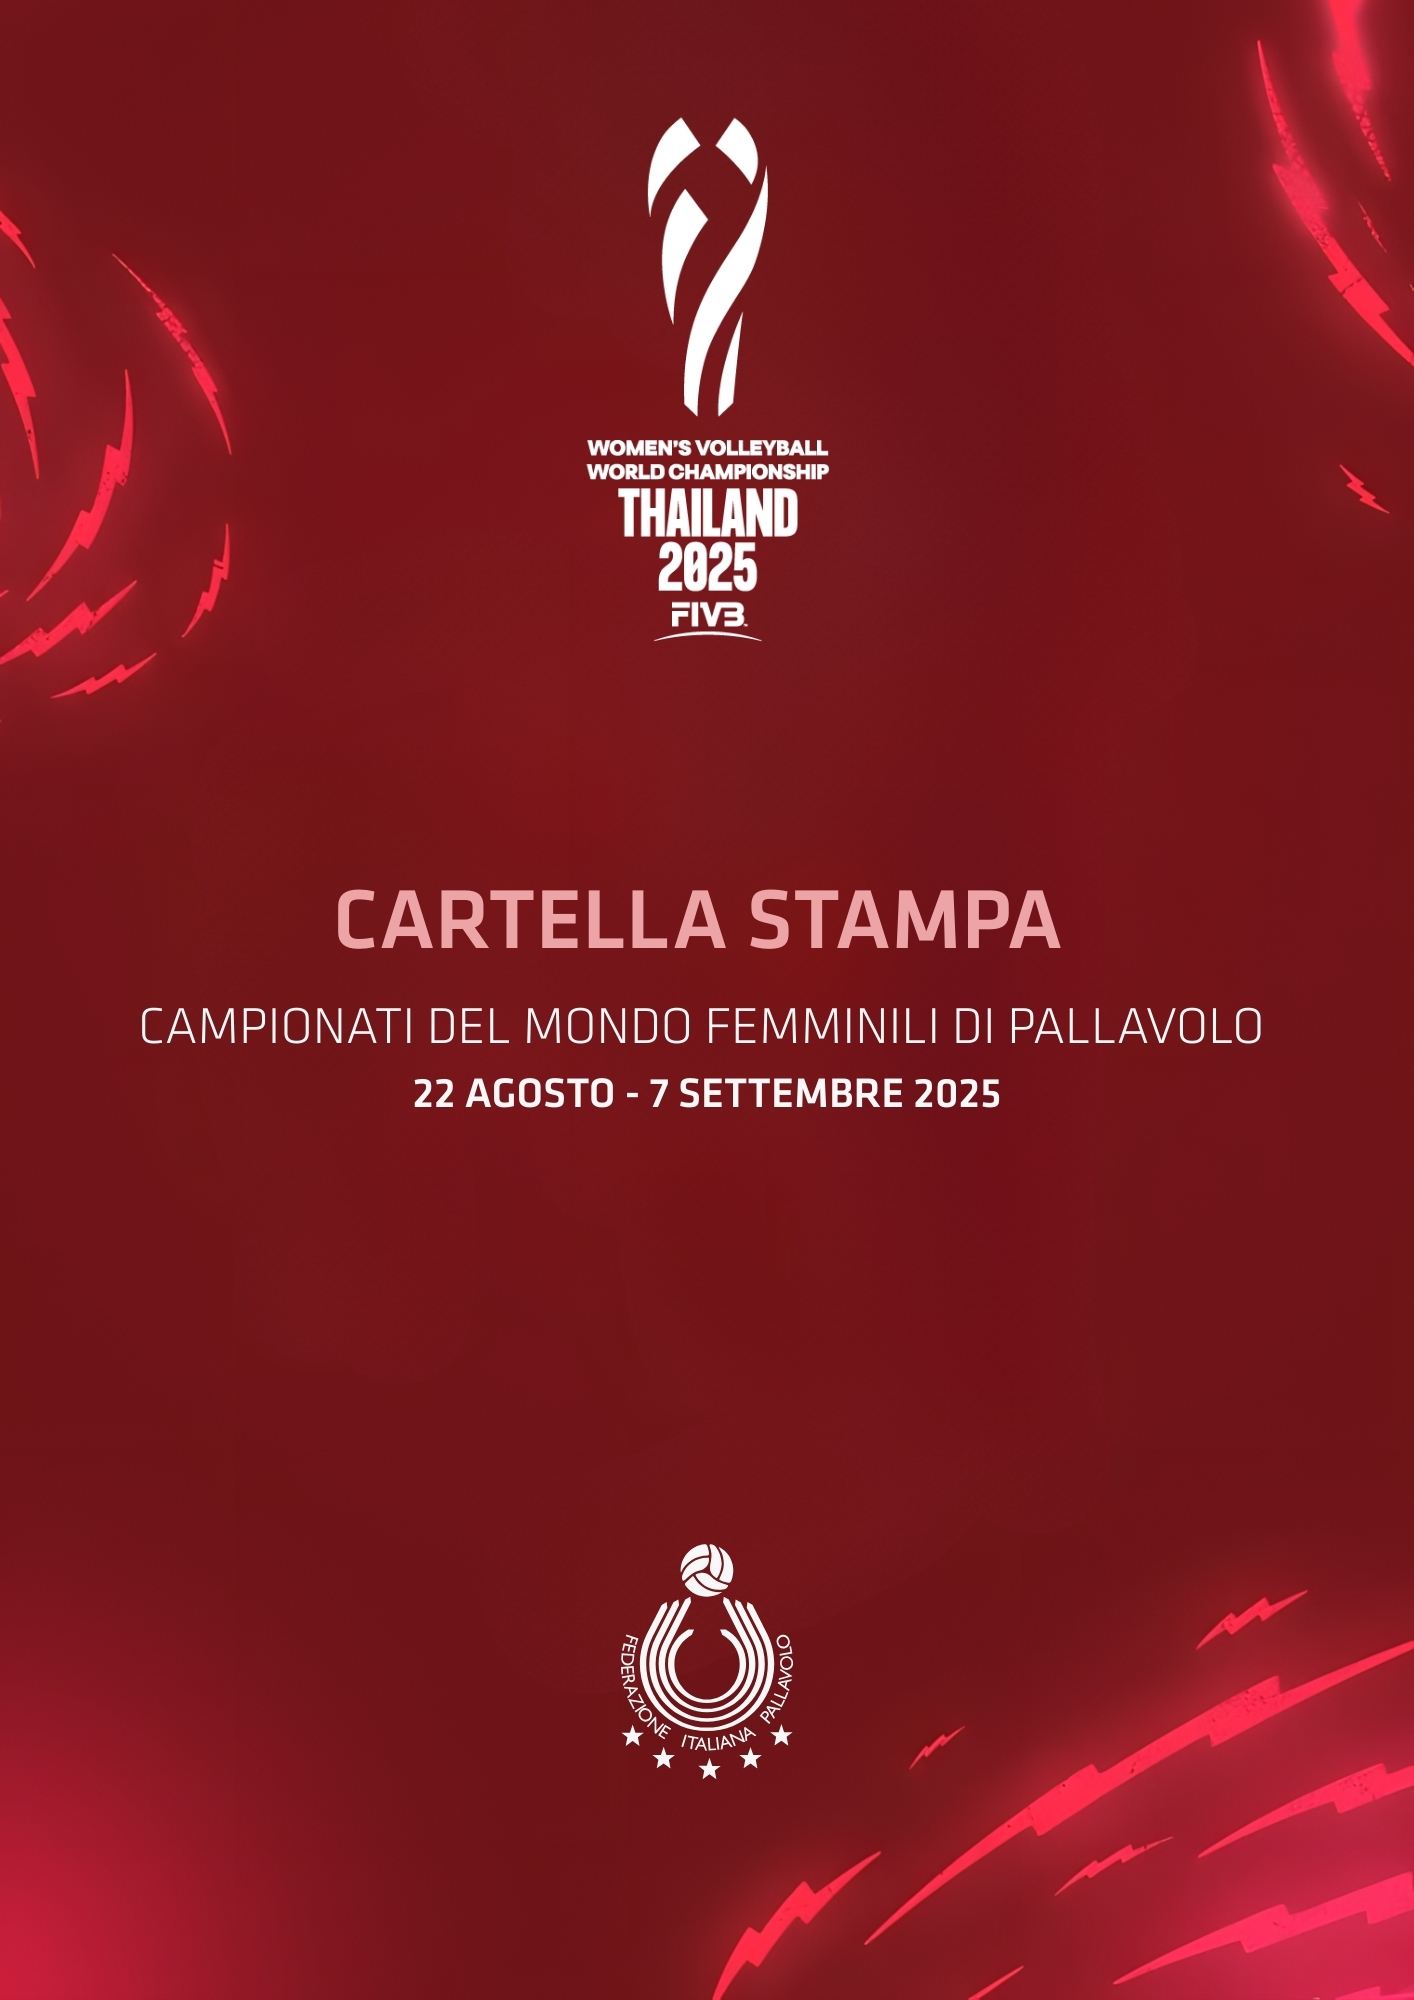 WOMEN'S VOLLEYBALL
WORLD CHAMPIONSHIP
THAILAND
2025
FIVB
CARTELLA STAMPA
CAMPIONATI DEL MONDO FEMMINILI DI PALLAVOLO
22 AGOSTO - 7 SETTEMBRE 2025
FEDERAZIONE ITALIANA PALLAVOLO